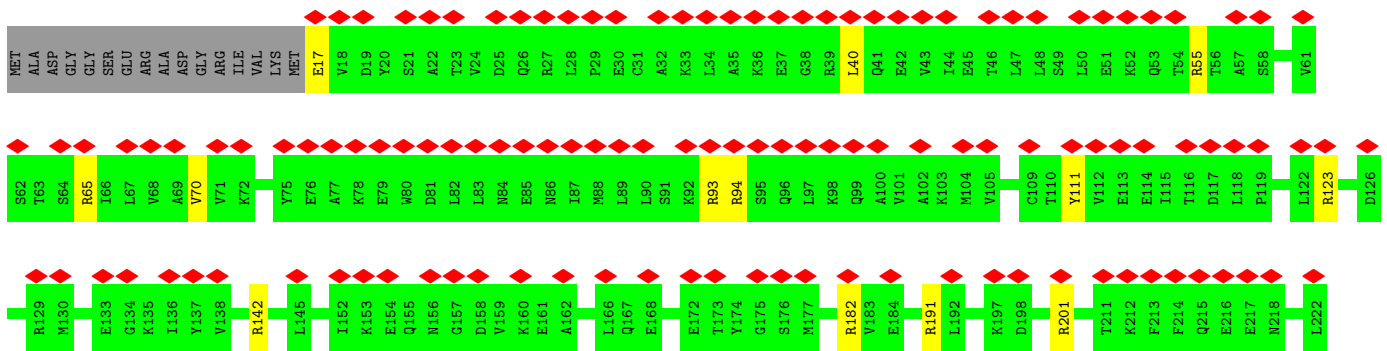 MET ALA ASP GLY GLY SER GLU ARG ALA ASP GLY ARG ILE VAL LYS MET E17 V18 D19 Y20 S21 A22 T23 V24 D25 Q26 R27 L28 P29 E30 C31 A32 K33 L34 A35 K36 E37 G38 R39 L40 Q41 E42 V43 I44 E45 T46 L47 L48 S49 L50 E51 K52 Q53 T54 R55 T56 A57 S58 V61
S62 T63 S64 R65 I66 L67 V68 A69 V70 V71 K72 Y75 E76 A77 K78 E79 W80 D81 L82 L83 N84 E85 N86 I87 M88 L89 L90 S91 K92 R93 R94 S95 Q96 L97 K98 Q99 A100 V101 A102 K103 M104 V105 C109 T110 Y111 V112 E113 E114 I115 T116 D117 L118 P119 L122 R123 D126
R129 M130 E133 G134 K135 I136 Y137 V138 R142 L145 I152 K153 E154 Q155 N156 G157 D158 V159 K160 E161 A162 L166 Q167 E168 E172 T173 Y174 G175 S176 M177 R182 V183 E184 R191 L192 K197 D198 R201 T211 K212 F213 F214 Q215 E216 E217 N218 L222